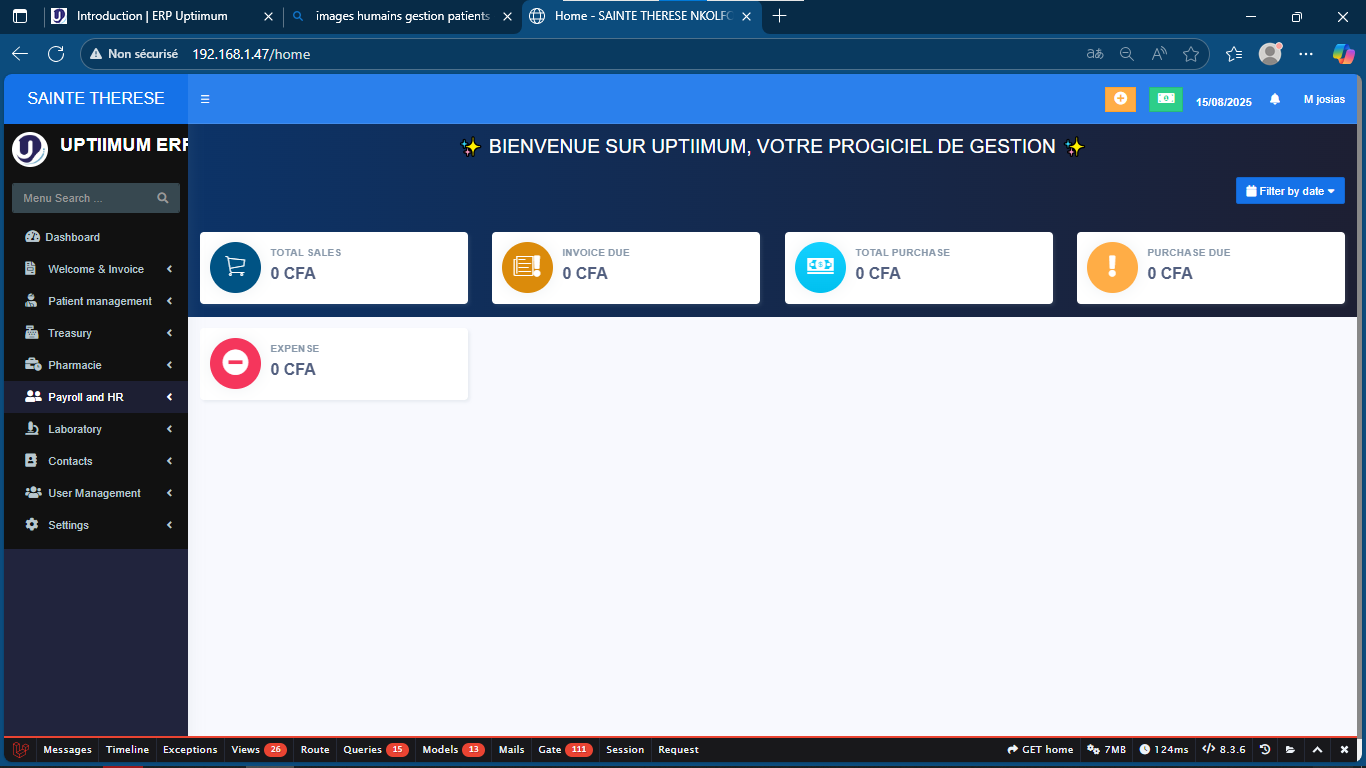 Introduction | ERP Uptiimum
images humains gestion patients
Home - SAINTE THERESE NKOLFO
Non sécurisé 192.168.1.47/home
SAINTE THERESE
15/08/2025
M josias
UPTIIMUM ERP
✨ BIENVENUE SUR UPTIIMUM, VOTRE PROGICIEL DE GESTION ✨
Menu Search ...
Filter by date
Dashboard
Welcome & Invoice
Patient management
Treasury
Pharmacie
Payroll and HR
Laboratory
Contacts
User Management
Settings
TOTAL SALES
0 CFA
INVOICE DUE
0 CFA
TOTAL PURCHASE
0 CFA
PURCHASE DUE
0 CFA
EXPENSE
0 CFA
Messages Timeline Exceptions Views 26 Route Queries 15 Models 13 Mails Gate 111 Session Request GET home 7MB 124ms 8.3.6